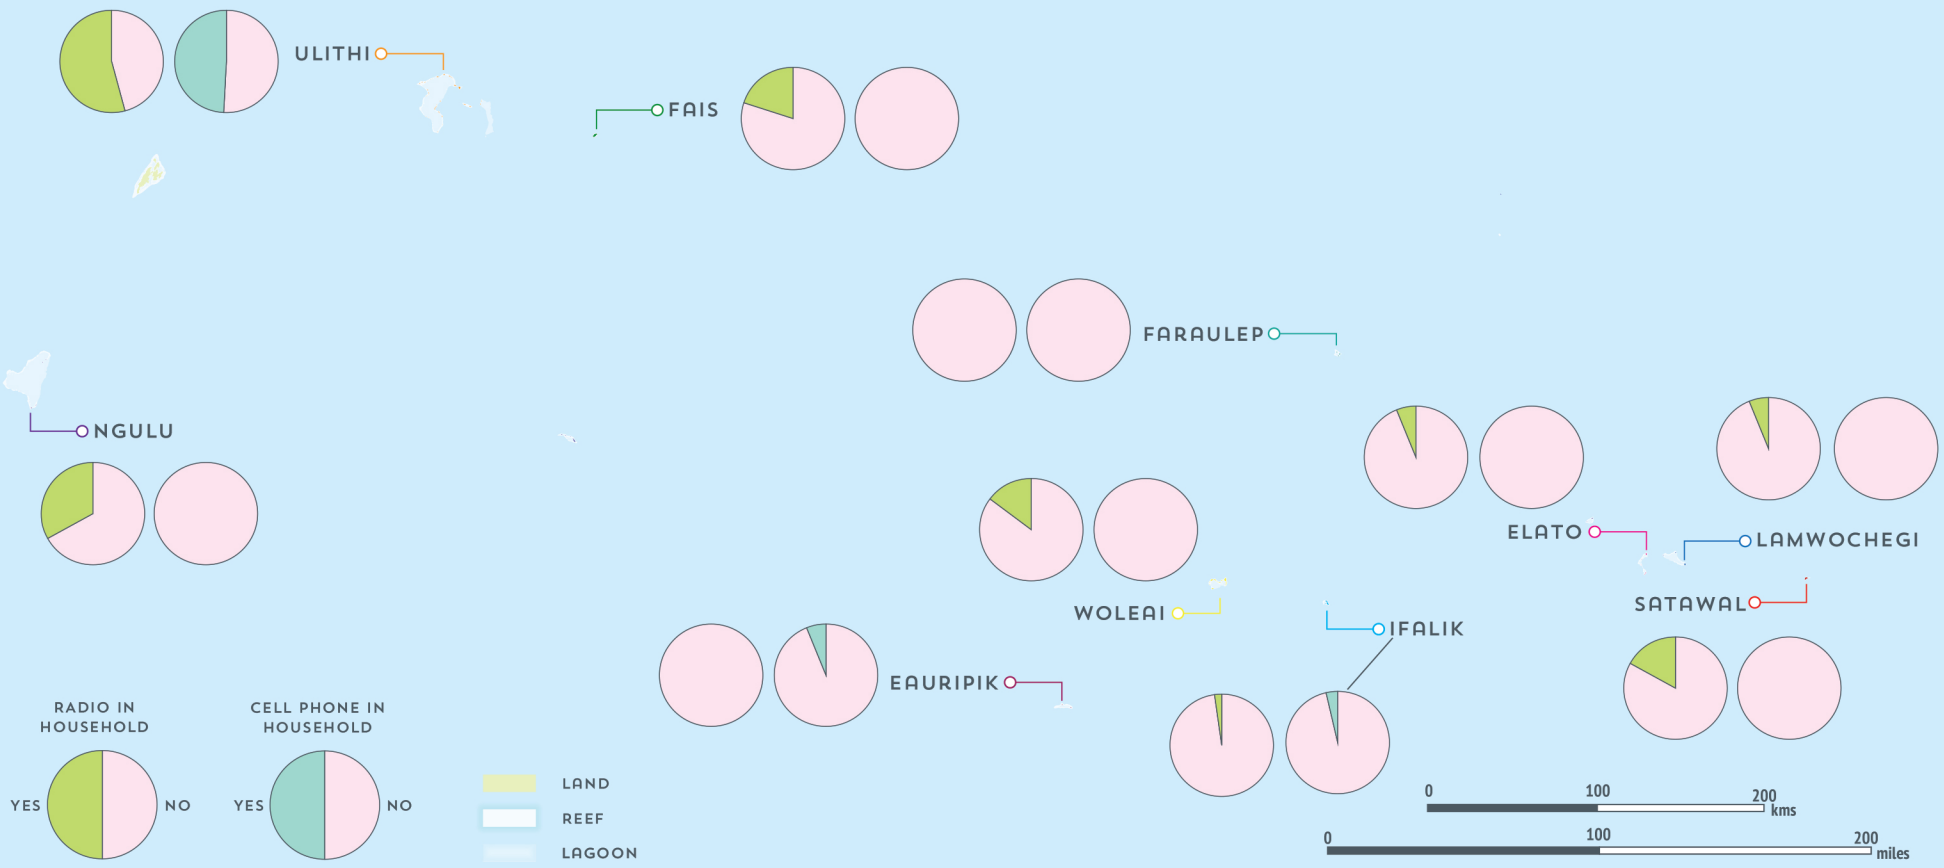 ULITHI
FAIS
FARAULEP
NGULU
ELATO
LAMWOCHEGI
WOLEAI
SATAWAL
IFALIK
EAURIPIK
RADIO IN
HOUSEHOLD
YES
NO
CELL PHONE IN
HOUSEHOLD
YES
NO
LAND
REEF
LAGOON
0 100 200 kms
0 100 200 miles